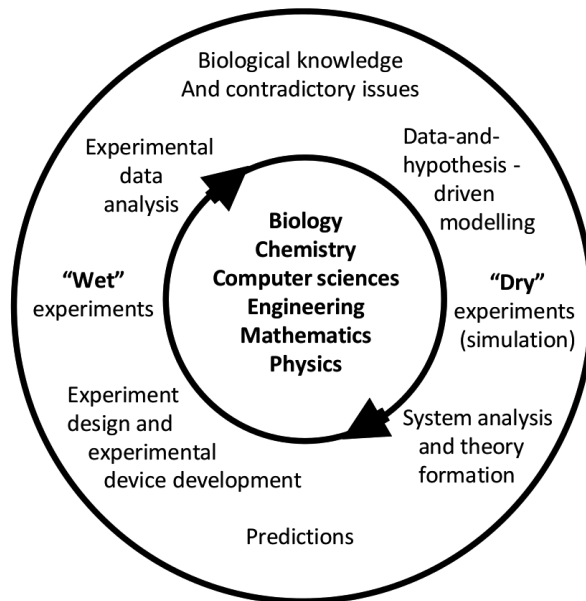 Biological knowledge
And contradictory issues
Data-and-
hypothesis -
driven
modelling
"Dry"
experiments
(simulation)
System analysis
and theory
formation
Predictions
Experiment
design and
experimental
device development
“Wet”
experiments
Experimental
data
analysis
Biology
Chemistry
Computer sciences
Engineering
Mathematics
Physics